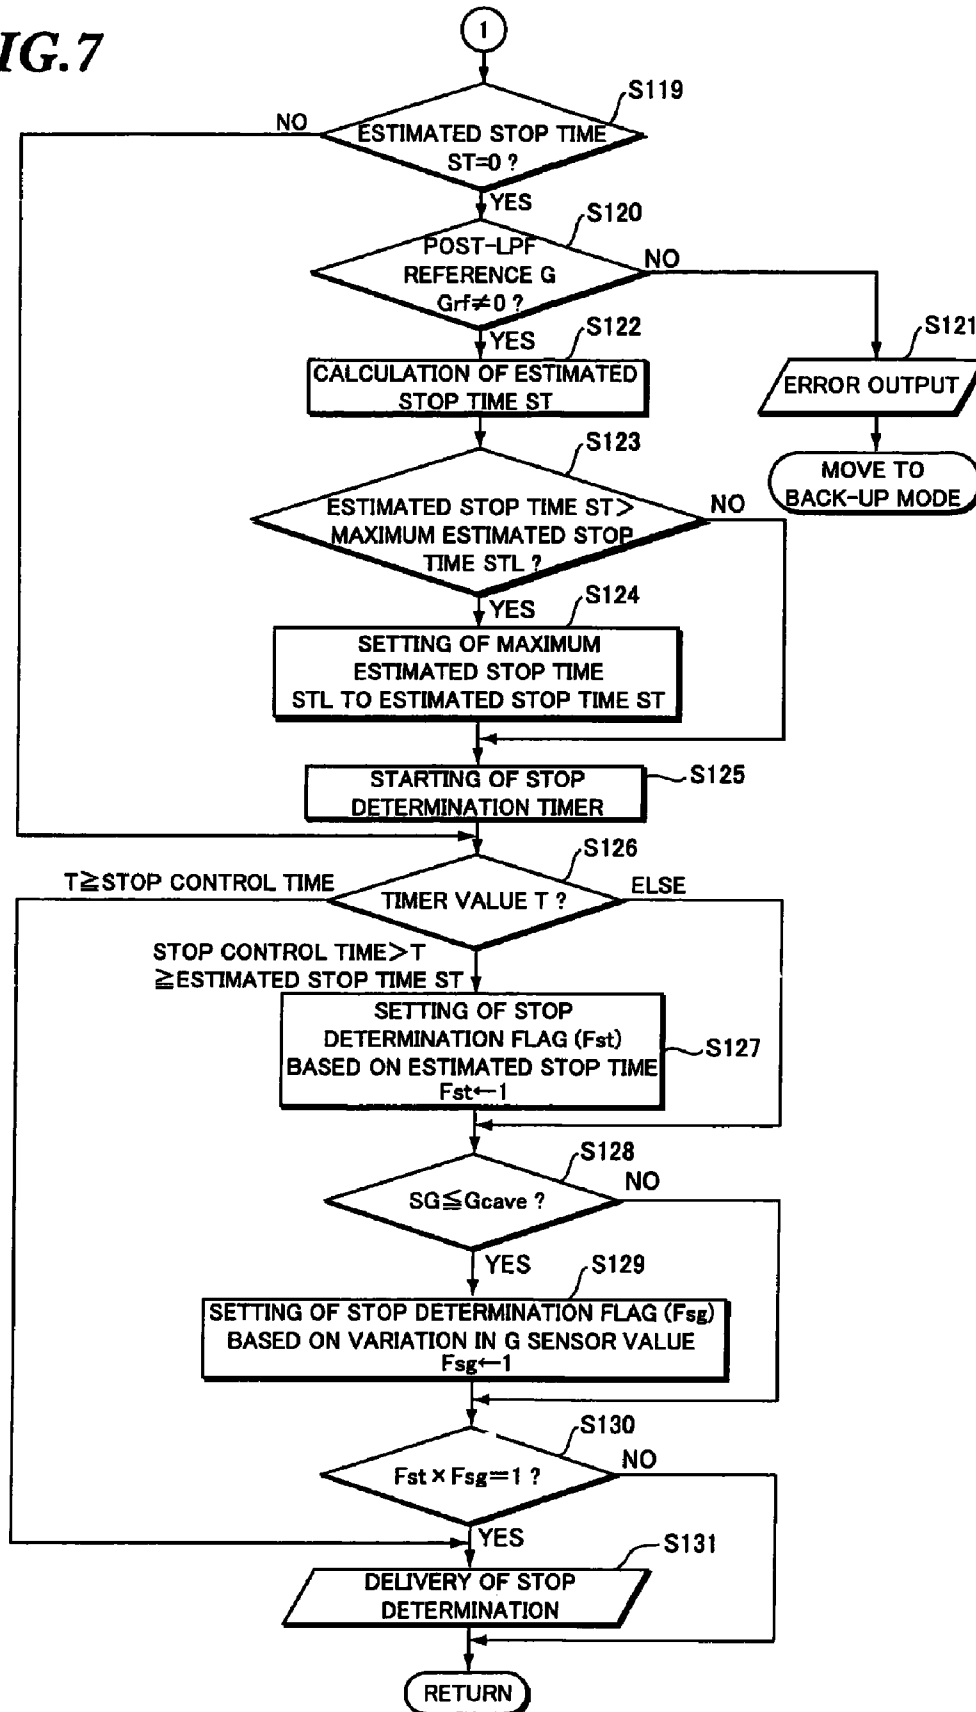 IG.7
1
S119
NO
ESTIMATED STOP TIME
ST=0 ?
YES
S120
POST-LPF
REFERENCE G
Grf≠0 ?
NO
YES
S122
S121
CALCULATION OF ESTIMATED
STOP TIME ST
ERROR OUTPUT
S123
MOVE TO
BACK-UP MODE
ESTIMATED STOP TIME ST>
MAXIMUM ESTIMATED STOP
TIME STL ?
NO
YES
S124
SETTING OF MAXIMUM
ESTIMATED STOP TIME
STL TO ESTIMATED STOP TIME ST
STARTING OF STOP
DETERMINATION TIMER
S125
S126
T≧STOP CONTROL TIME
TIMER VALUE T ?
ELSE
STOP CONTROL TIME>T
≧ESTIMATED STOP TIME ST
SETTING OF STOP
DETERMINATION FLAG (Fst)
BASED ON ESTIMATED STOP TIME
Fst←1
S127
S128
SG≦Gcave ?
NO
YES
S129
SETTING OF STOP DETERMINATION FLAG (Fsg)
BASED ON VARIATION IN G SENSOR VALUE
Fsg←1
S130
Fst×Fsg=1 ?
NO
YES
S131
DELIVERY OF STOP
DETERMINATION
RETURN